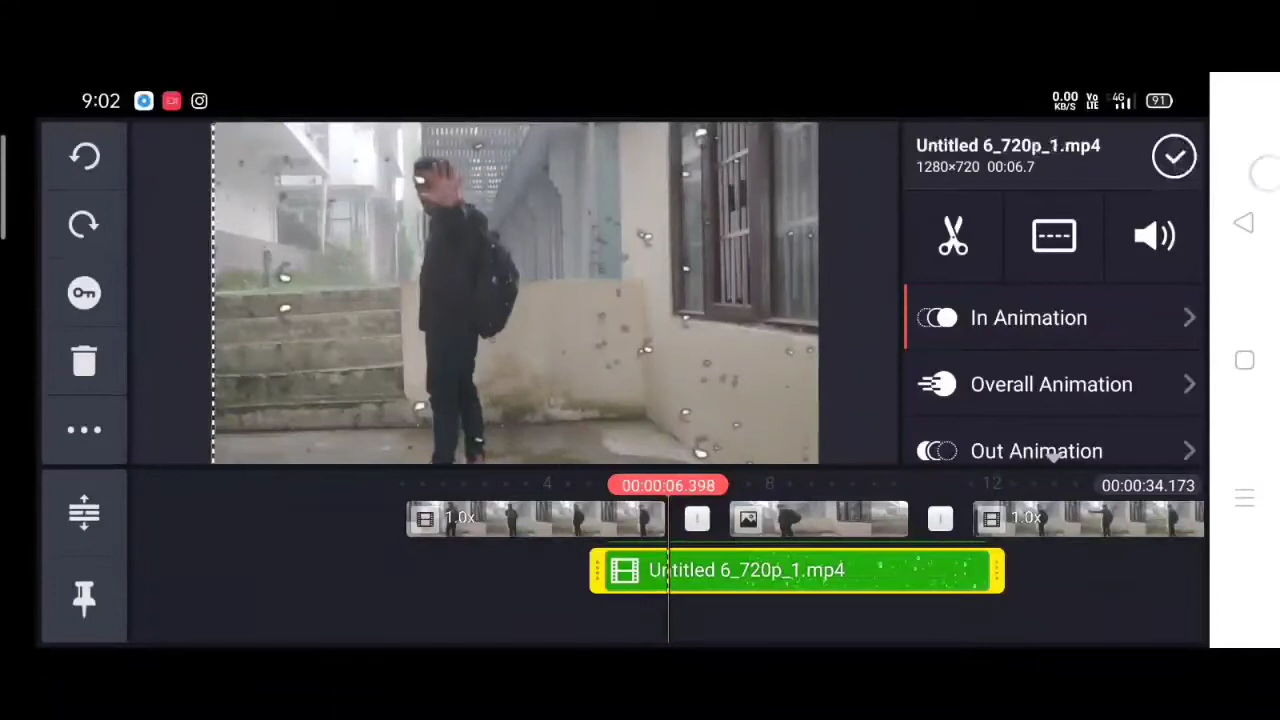 9:02
0.00 KB/S Vo LTE 4G 91
Untitled 6_720p_1.mp4
1280×720 00:06.7
In Animation
Overall Animation
Out Animation
4 00:00:06.398 8 12 00:00:34.173
1.0x 1.0x
Untitled 6_720p_1.mp4